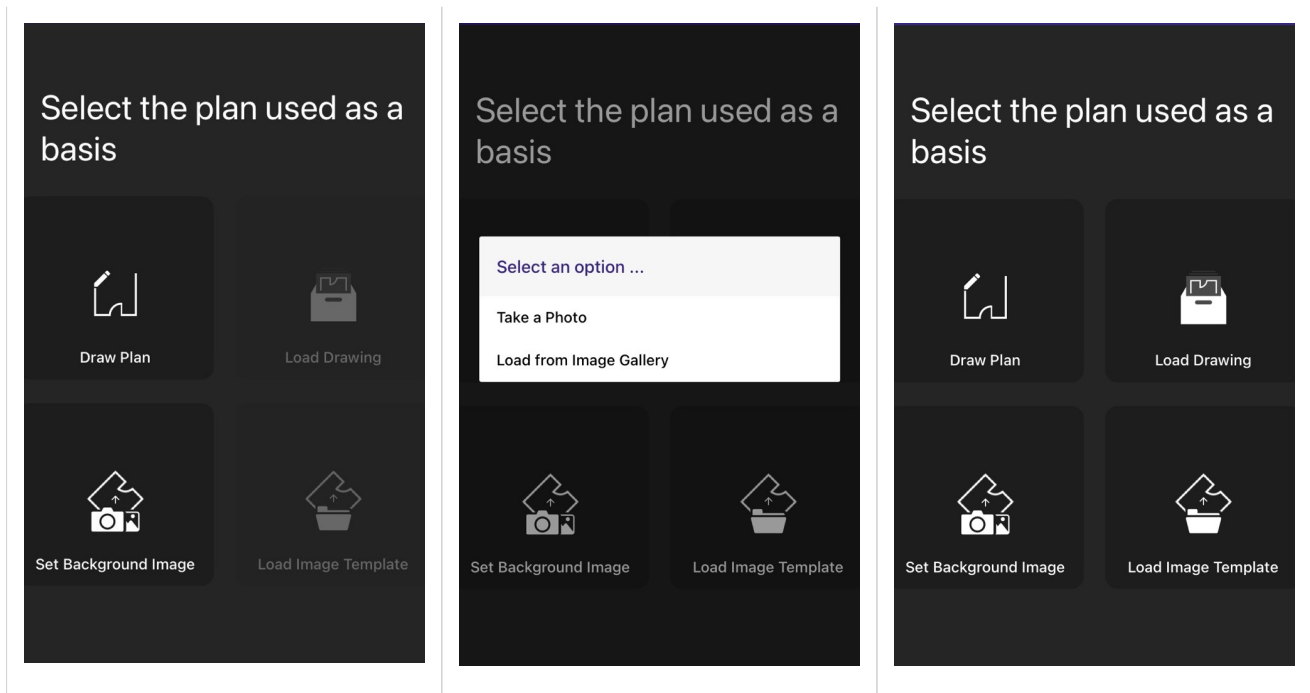 Select the plan used as a
basis
Draw Plan
Load Drawing
Set Background Image
Load Image Template
Select the plan used as a
basis
Select an option ...
Take a Photo
Load from Image Gallery
Set Background Image
Load Image Template
Select the plan used as a
basis
Draw Plan
Load Drawing
Set Background Image
Load Image Template